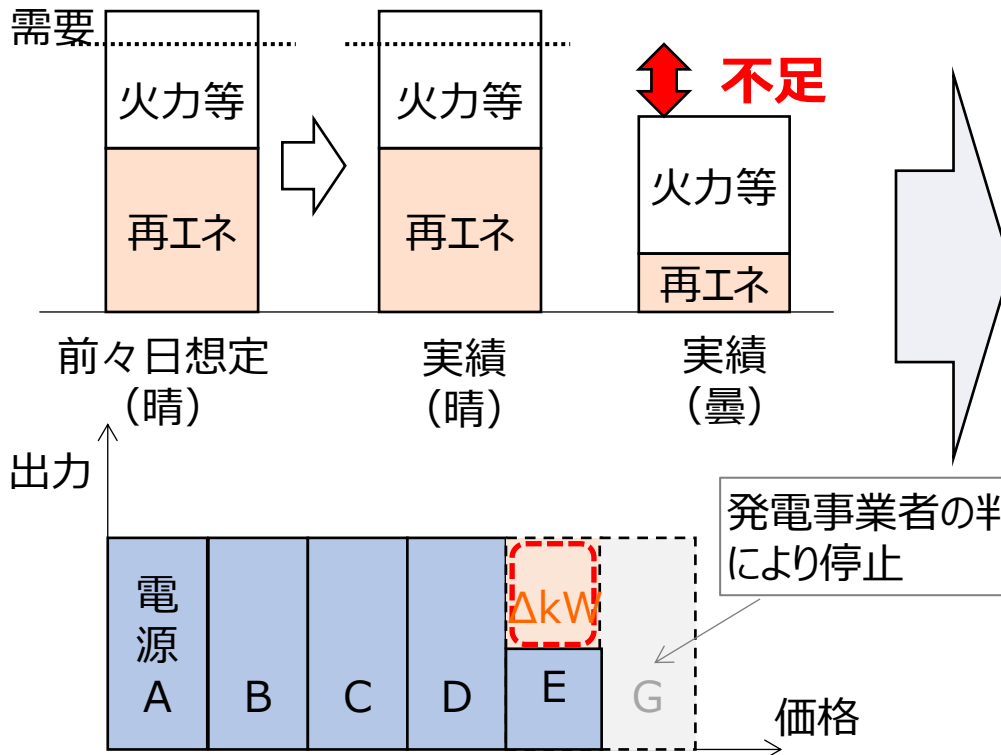 需要
火力等
火力等
不足
火力等
再エネ
再エネ
再エネ
前々日想定
（晴）
実績
（晴）
実績
（曇）
出力
発電事業者の
により停止
電
源
A
B
C
D
ΔkW
E
G
価格